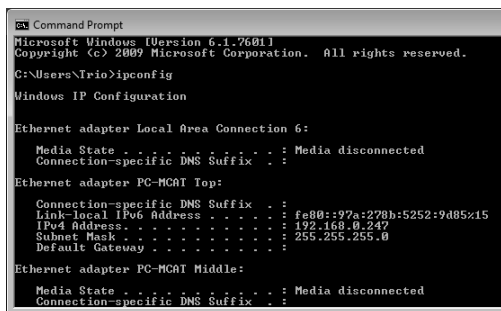 Command Prompt
Microsoft Windows [Version 6.1.7601]
Copyright (c) 2009 Microsoft Corporation.  All rights reserved.
C:\Users\Trio>ipconfig
Windows IP Configuration
Ethernet adapter Local Area Connection 6:
Media State . . . . . . . . . . . : Media disconnected
Connection-specific DNS Suffix  . :
Ethernet adapter PC-MCAT Top:
Connection-specific DNS Suffix  . :
Link-local IPv6 Address . . . . . : fe80::97a:278b:5252:9d85%15
IPv4 Address. . . . . . . . . . . : 192.168.0.247
Subnet Mask . . . . . . . . . . . : 255.255.255.0
Default Gateway . . . . . . . . . :
Ethernet adapter PC-MCAT Middle:
Media State . . . . . . . . . . . : Media disconnected
Connection-specific DNS Suffix  . :